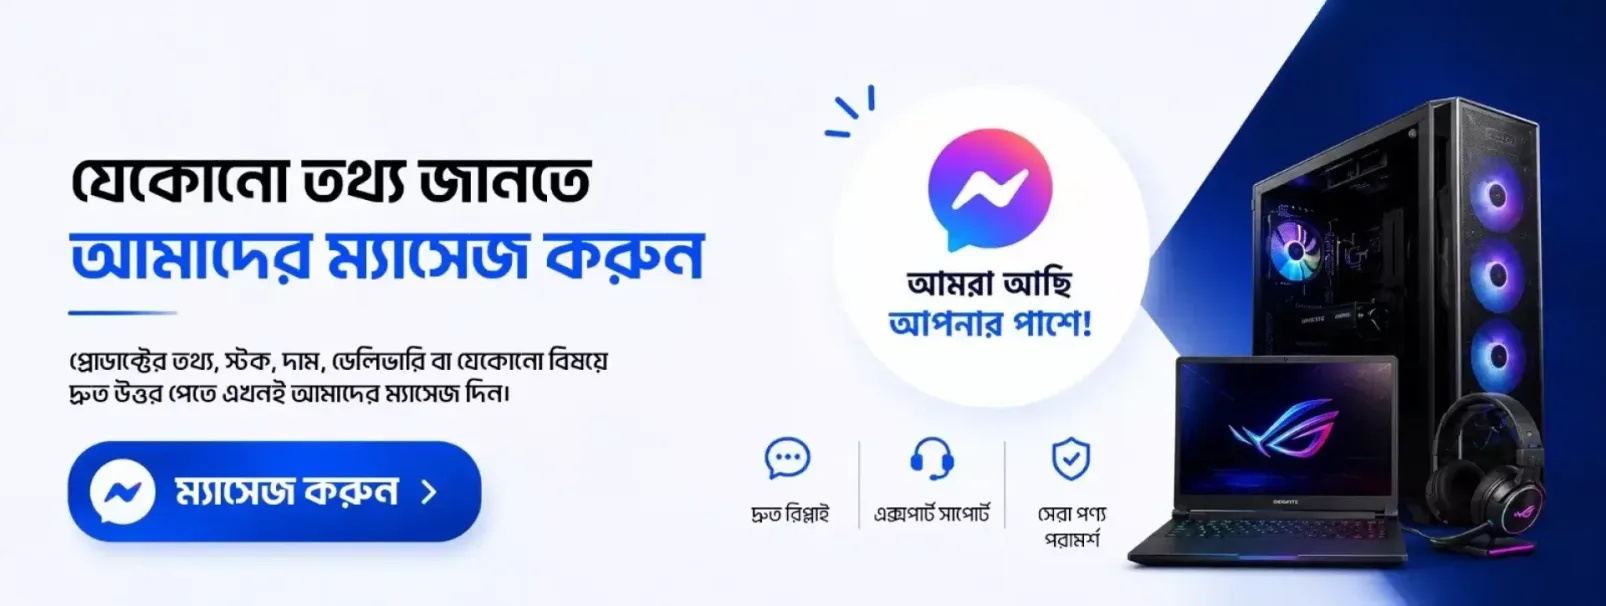 যেকোনো তথ্য জানতে
আমাদের ম্যাসেজ করুন
প্রোডাক্টের তথ্য, স্টক, দাম, ডেলিভারি বা যেকোনো বিষয়ে
দ্রুত উত্তর পেতে এখনই আমাদের ম্যাসেজ দিন।
ম্যাসেজ করুন
আমরা আছি
আপনার পাশে!
দ্রুত রিপ্লাই
এক্সপার্ট সাপোর্ট
সেরা পণ্য
পরামর্শ